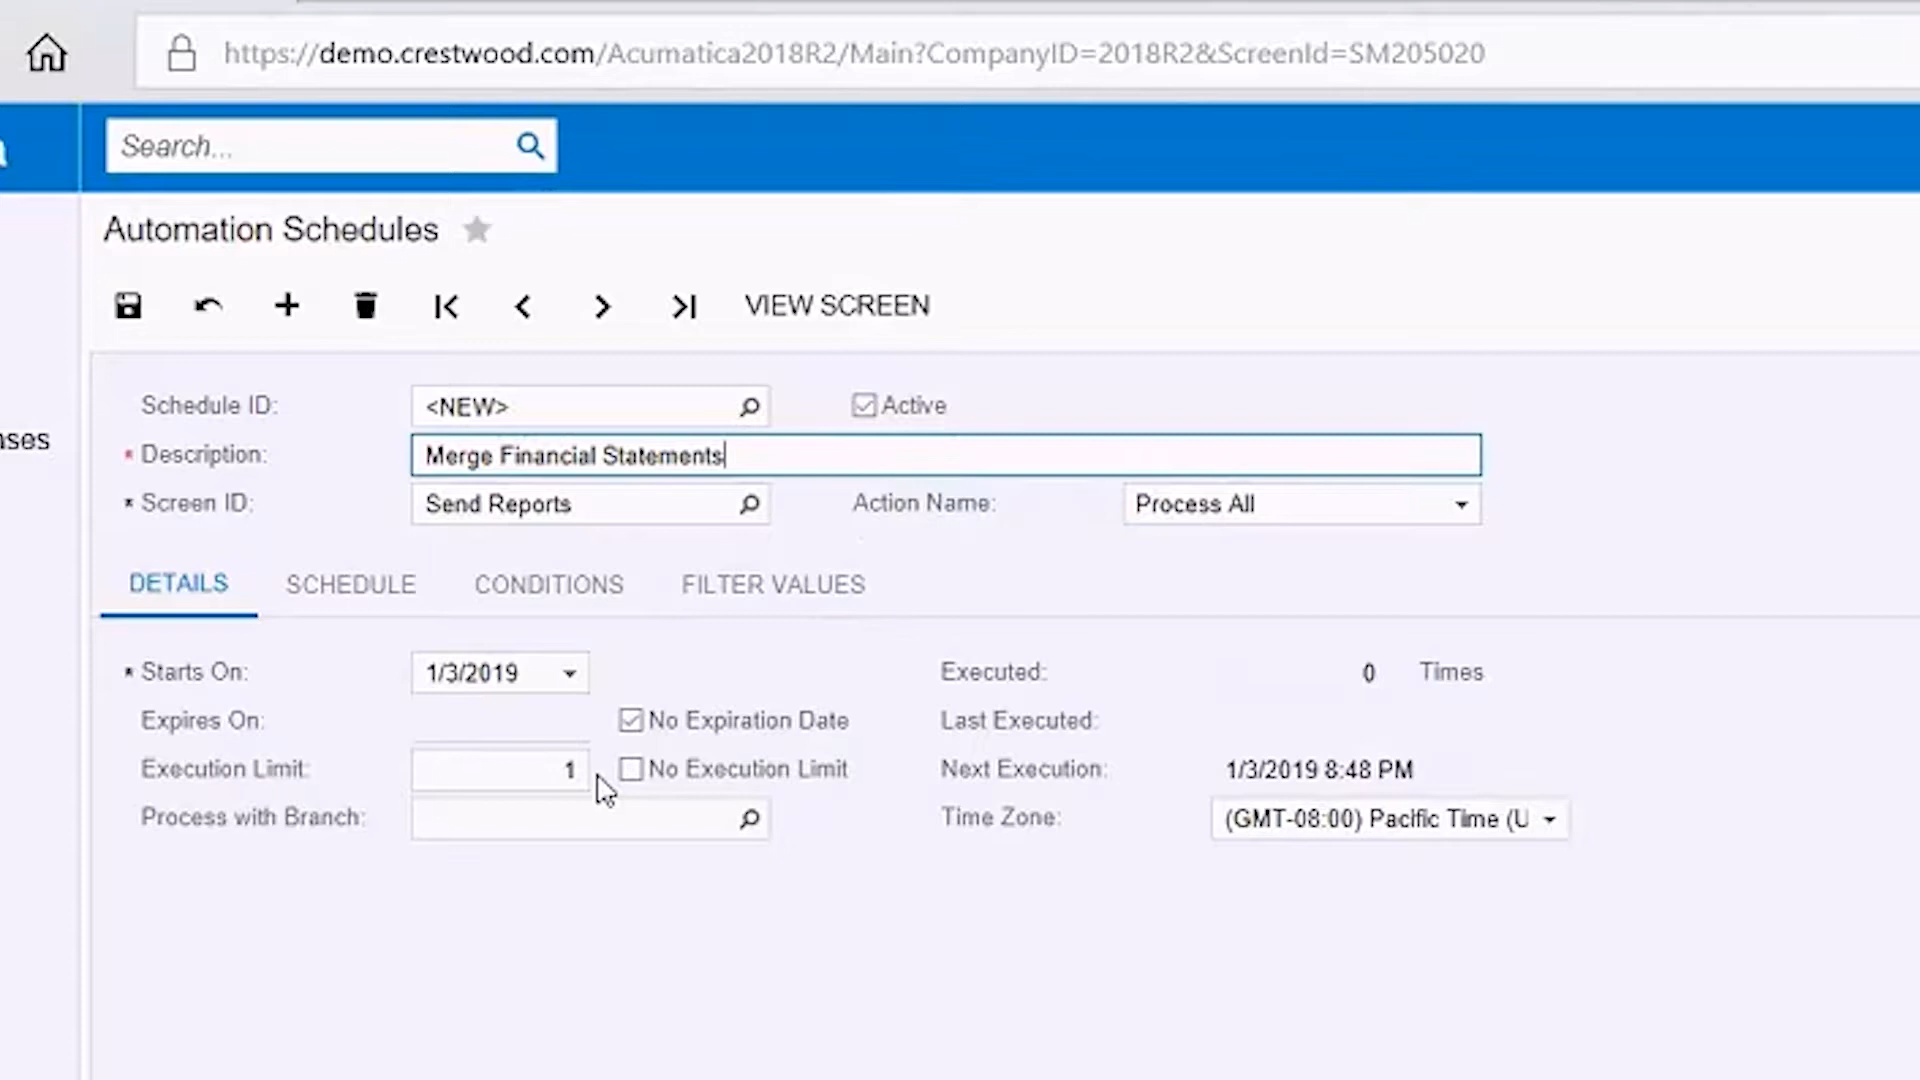 https://demo.crestwood.com/Acumatica2018R2/Main?CompanyID=2018R2&ScreenId=SM205020
Search...
Automation Schedules
VIEW SCREEN
Schedule ID: <NEW> Active
nses
* Description: Merge Financial Statements
* Screen ID: Send Reports Action Name: Process All
DETAILS SCHEDULE CONDITIONS FILTER VALUES
* Starts On: 1/3/2019 Executed: 0 Times
Expires On: No Expiration Date Last Executed:
Execution Limit: 1 No Execution Limit Next Execution: 1/3/2019 8:48 PM
Process with Branch: Time Zone: (GMT-08:00) Pacific Time (U